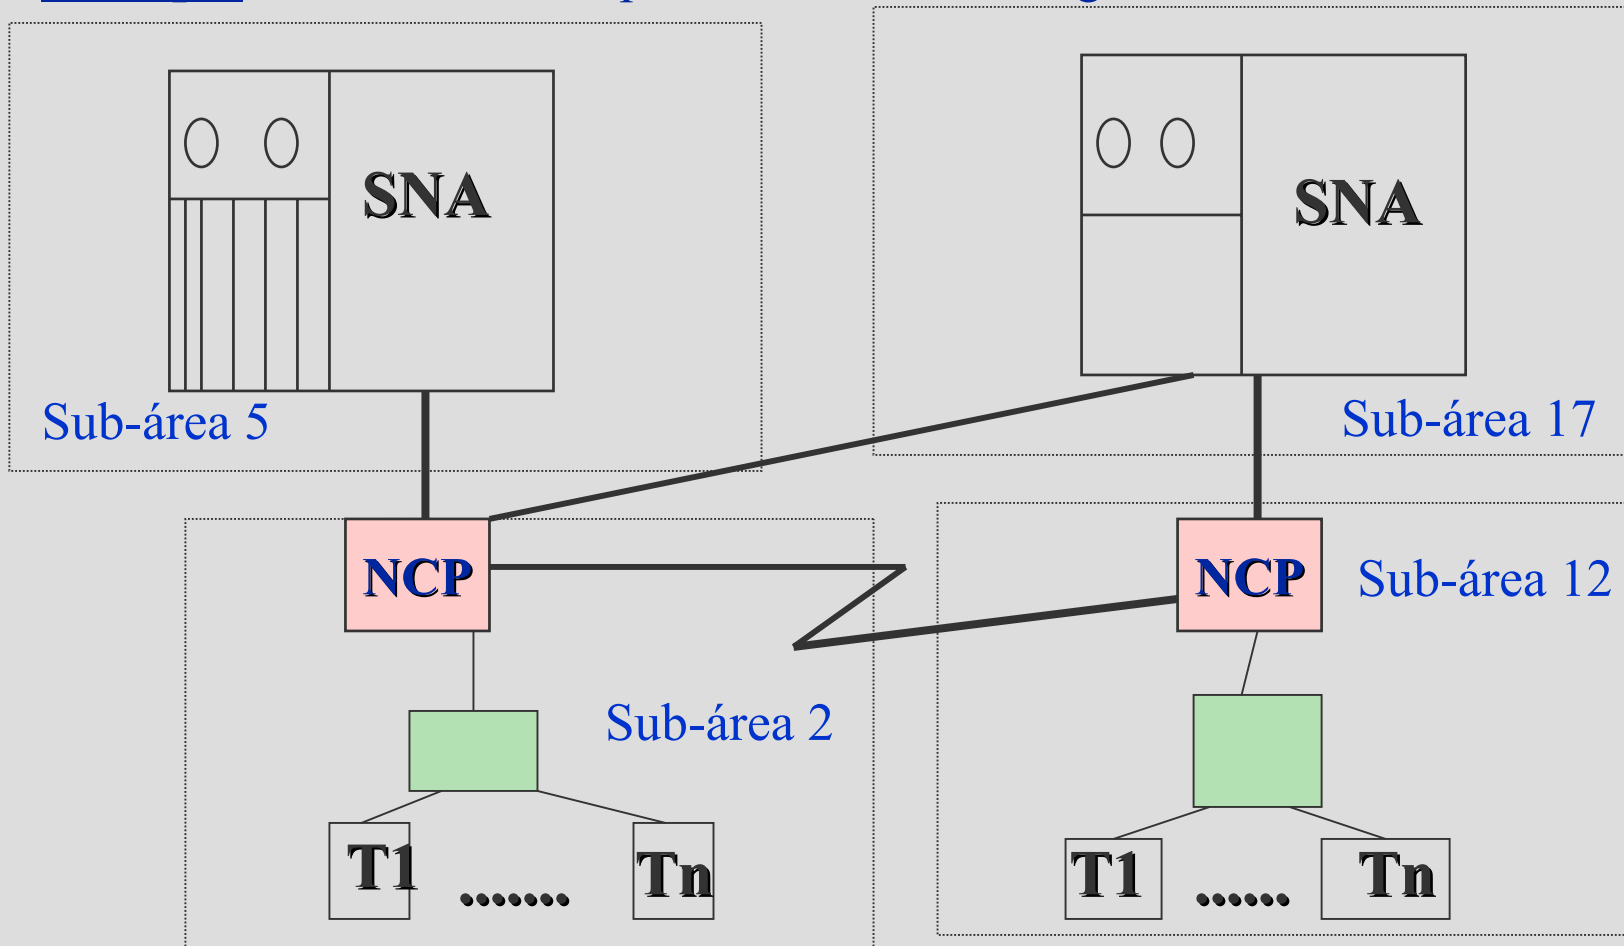 SNA
SNA
Sub-área 5
Sub-área 17
NCP
NCP
Sub-área 12
Sub-área 2
T1
.......
Tn
T1
......
Tn